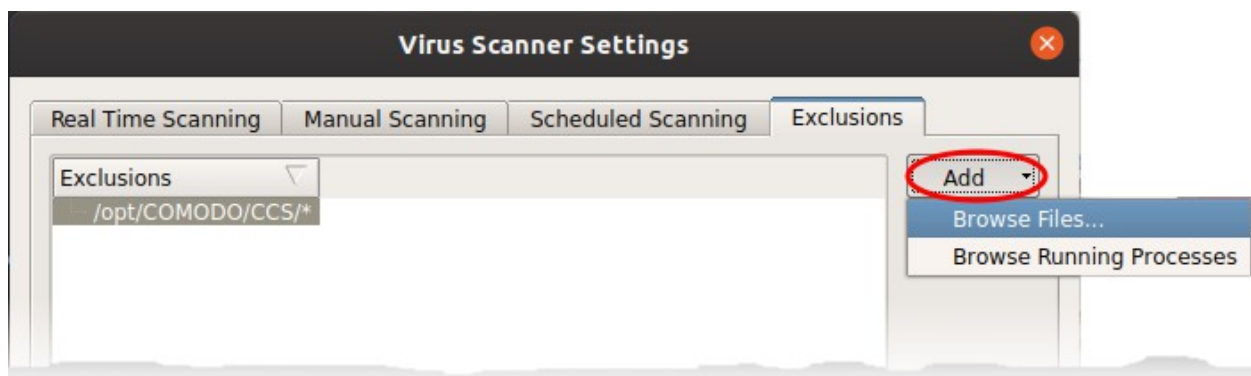 Virus Scanner Settings
Real Time Scanning Manual Scanning Scheduled Scanning Exclusions
Exclusions Add
/opt/COMODO/CCS/*
Browse Files...
Browse Running Processes